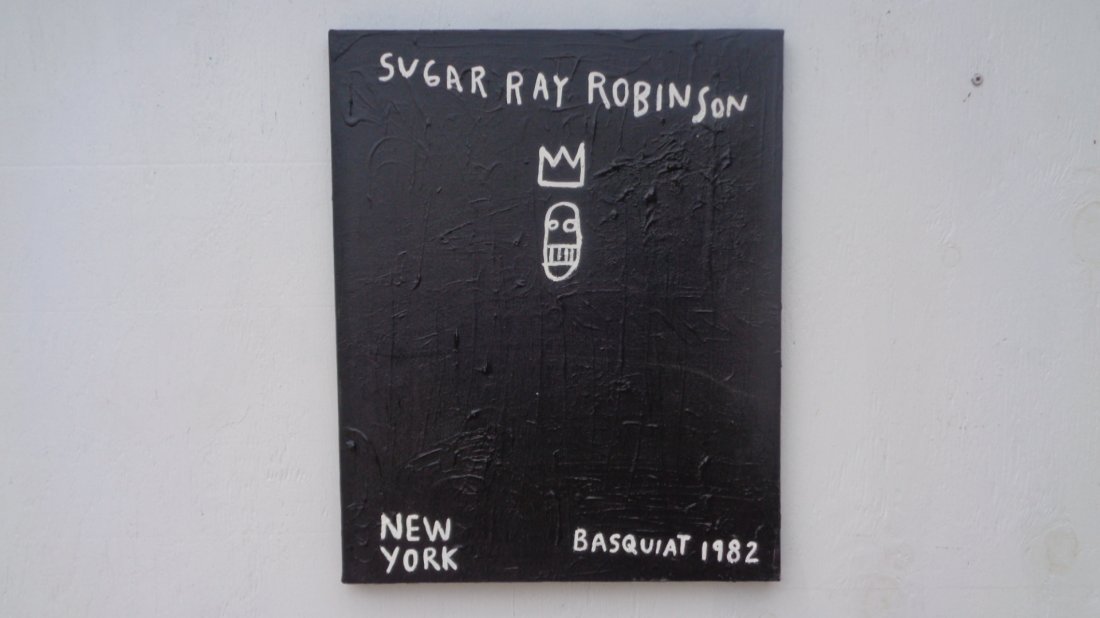 SUGAR RAY ROBINSON
NEW
YORK
BASQUIAT 1982